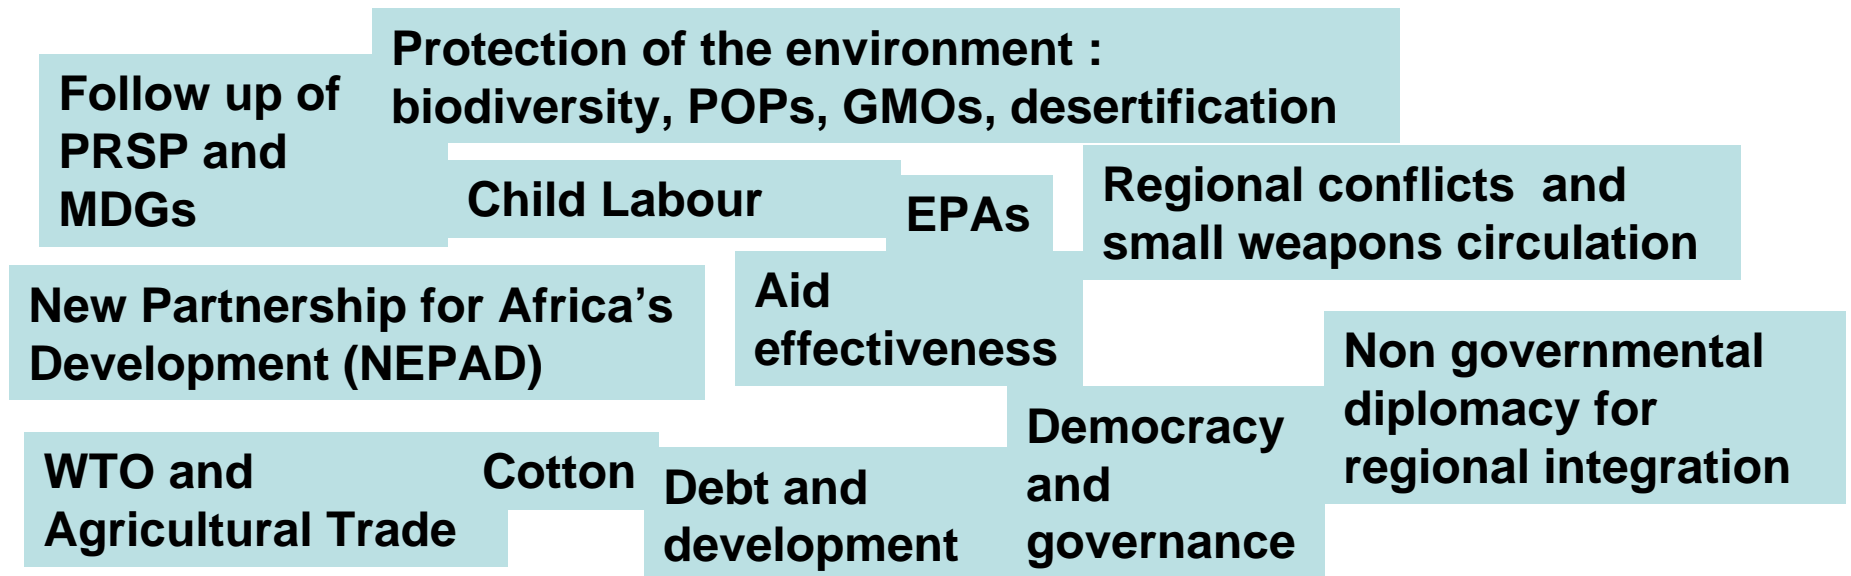 Protection of the environment :
biodiversity, POPs, GMOs, desertification
Follow up of
PRSP and
MDGs
Child Labour
EPAs
Regional conflicts  and
small weapons circulation
New Partnership for Africa’s
Development (NEPAD)
Aid
effectiveness
Non governmental
diplomacy for
regional integration
WTO and
Agricultural Trade
Cotton
Debt and
development
Democracy
and
governance